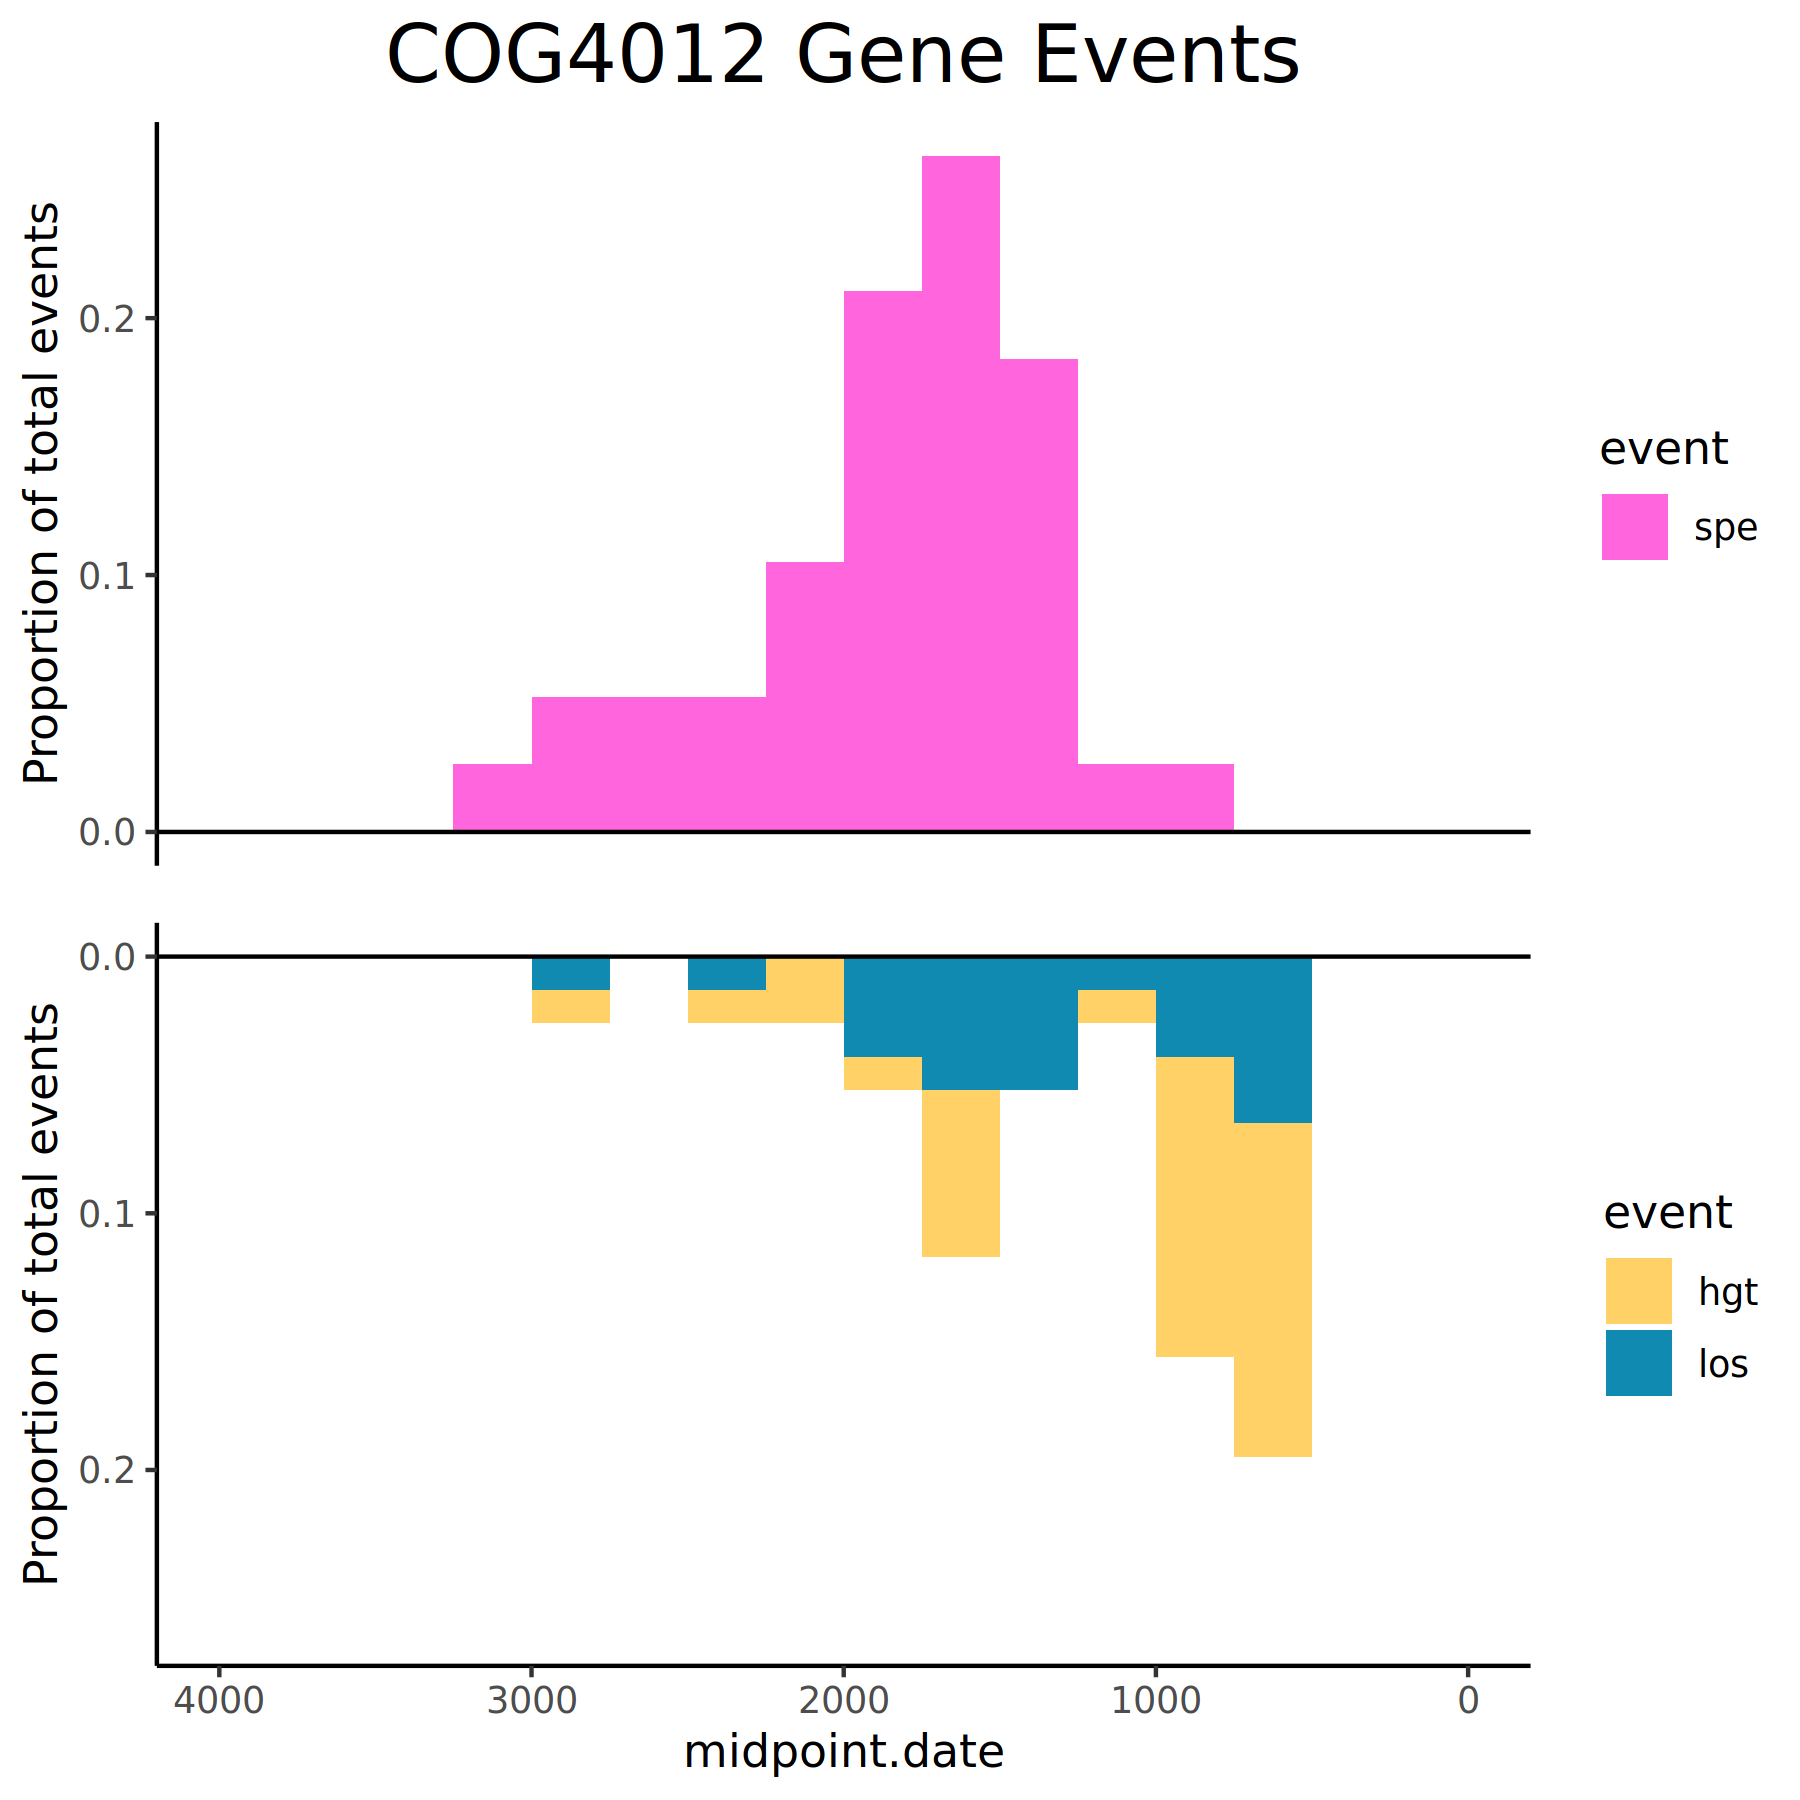 COG4012 Gene Events
Proportion of total events
0.2
0.1
0.0
event
spe
Proportion of total events
0.0
0.1
0.2
event
hgt
los
4000 3000 2000 1000 0
midpoint.date